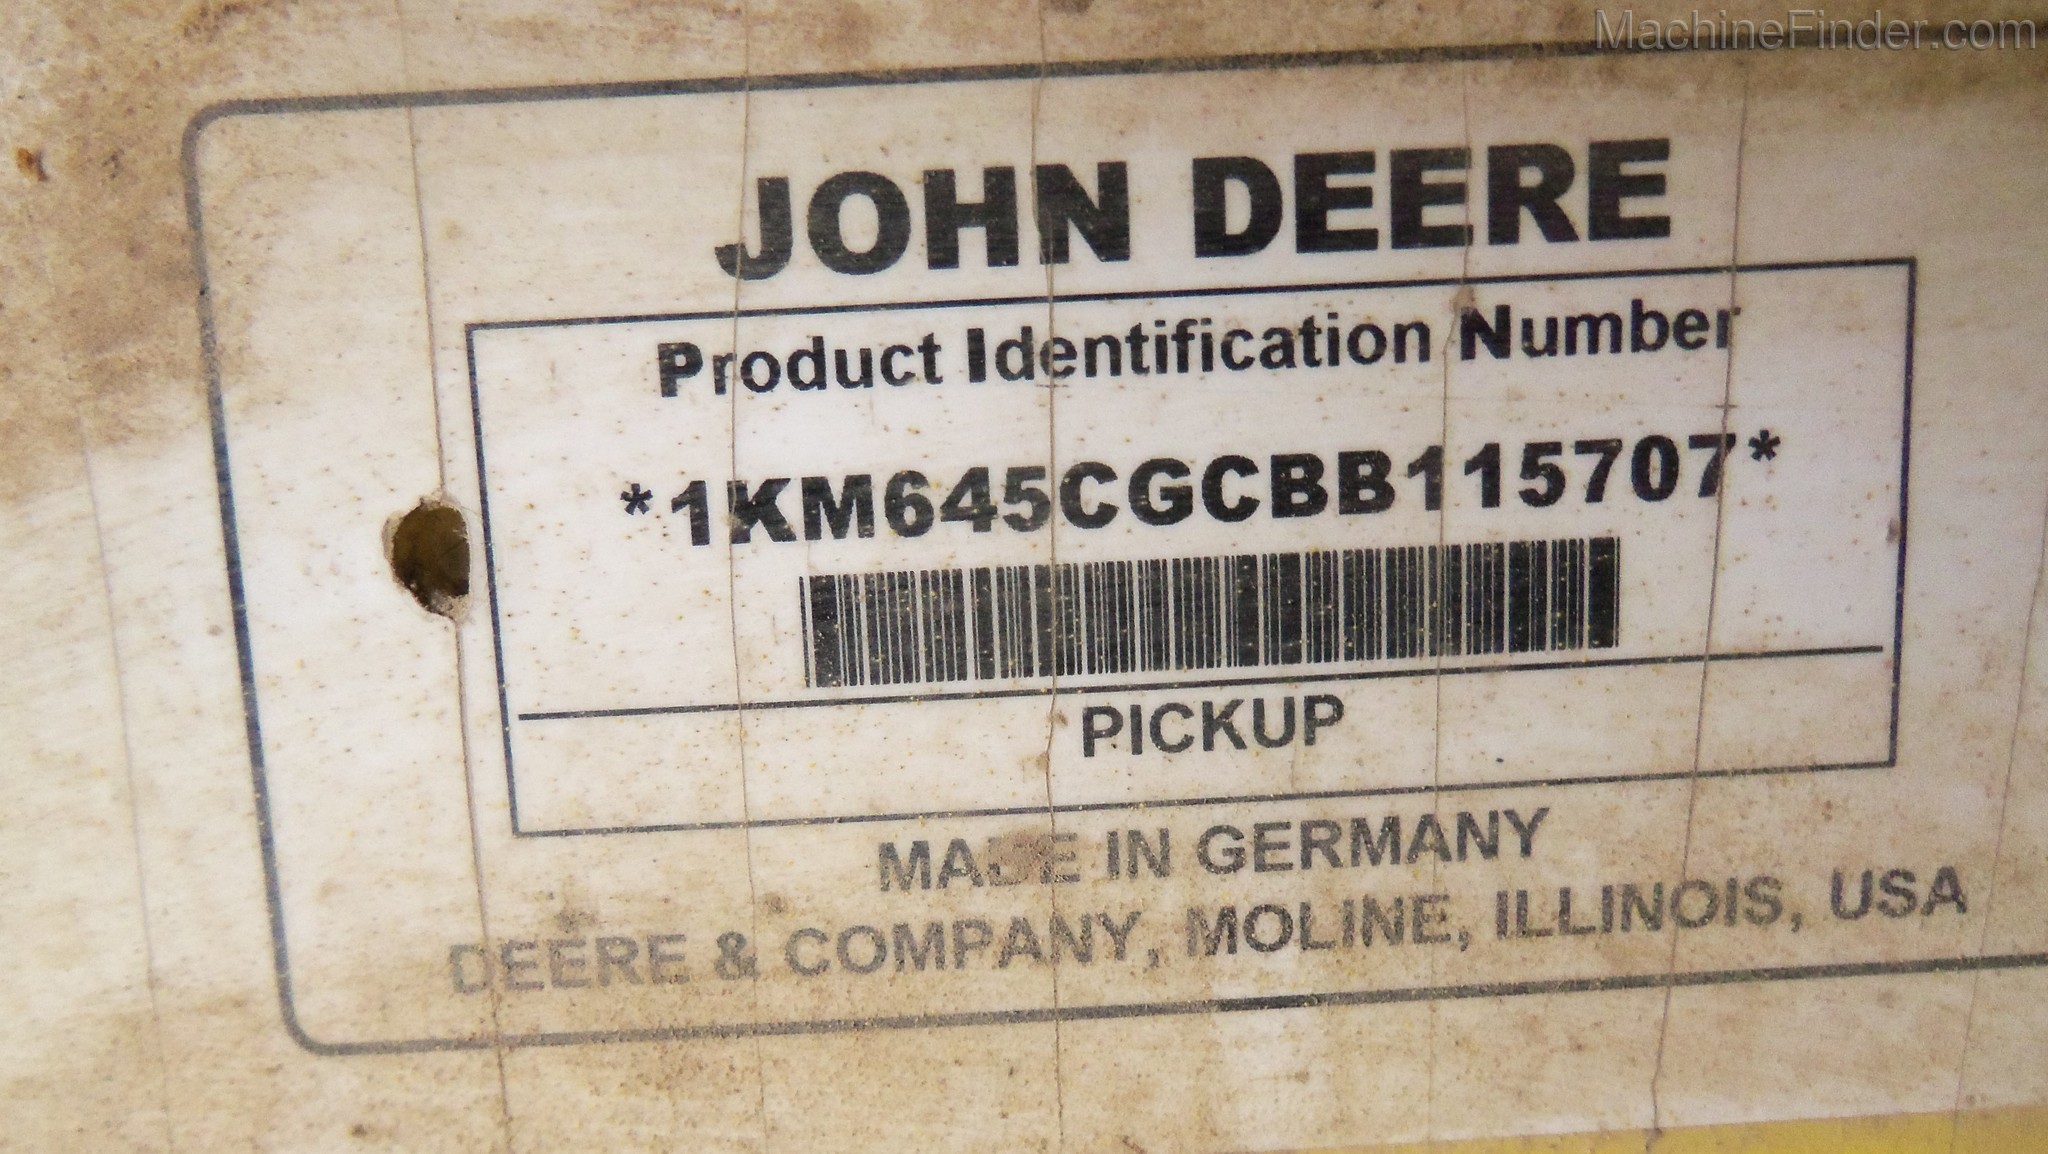 MachineFinder.com
JOHN DEERE
Product Identification Number
*1KM645CGCBB115707*
PICKUP
MADE IN GERMANY
DEERE & COMPANY, MOLINE, ILLINOIS, USA